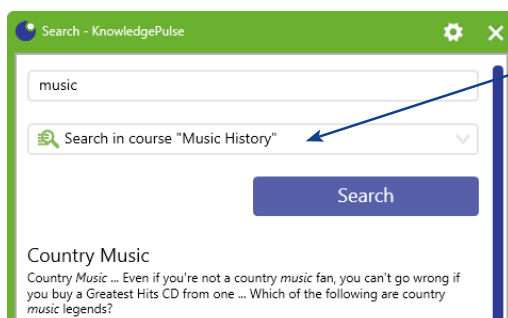 Search - KnowledgePulse
music
Search in course "Music History"
Search
Country Music
Country Music ... Even if you're not a country music fan, you can't go wrong if
you buy a Greatest Hits CD from one ... Which of the following are country
music legends?